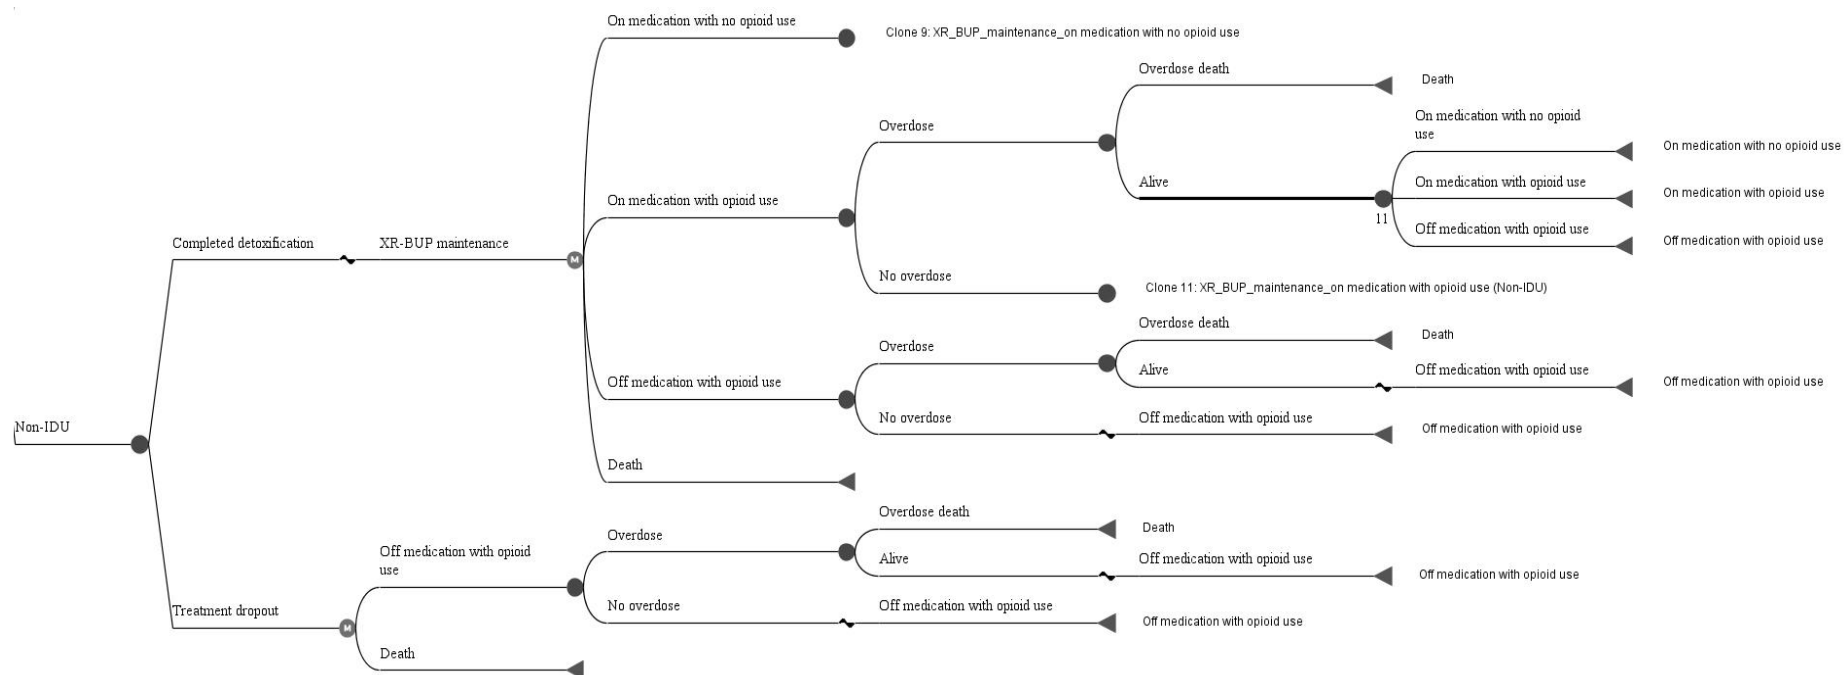 On medication with no opioid use
Clone 9: XR_BUP_maintenance_on medication with no opioid use
Overdose death
Death
On medication with no opioid
use
On medication with no opioid use
Overdose
Alive
On medication with opioid use
On medication with opioid use
11
On medication with opioid use
Off medication with opioid use
Off medication with opioid use
Completed detoxification
XR-BUP maintenance
M
No overdose
Clone 11: XR_BUP_maintenance_on medication with opioid use (Non-IDU)
Overdose death
Death
Overdose
Alive
Off medication with opioid use
Off medication with opioid use
Off medication with opioid use
No overdose
Off medication with opioid use
Off medication with opioid use
Non-IDU
Death
Overdose death
Death
Overdose
Off medication with opioid
use
Alive
Off medication with opioid use
Off medication with opioid use
Treatment dropout
M
No overdose
Off medication with opioid use
Off medication with opioid use
Death